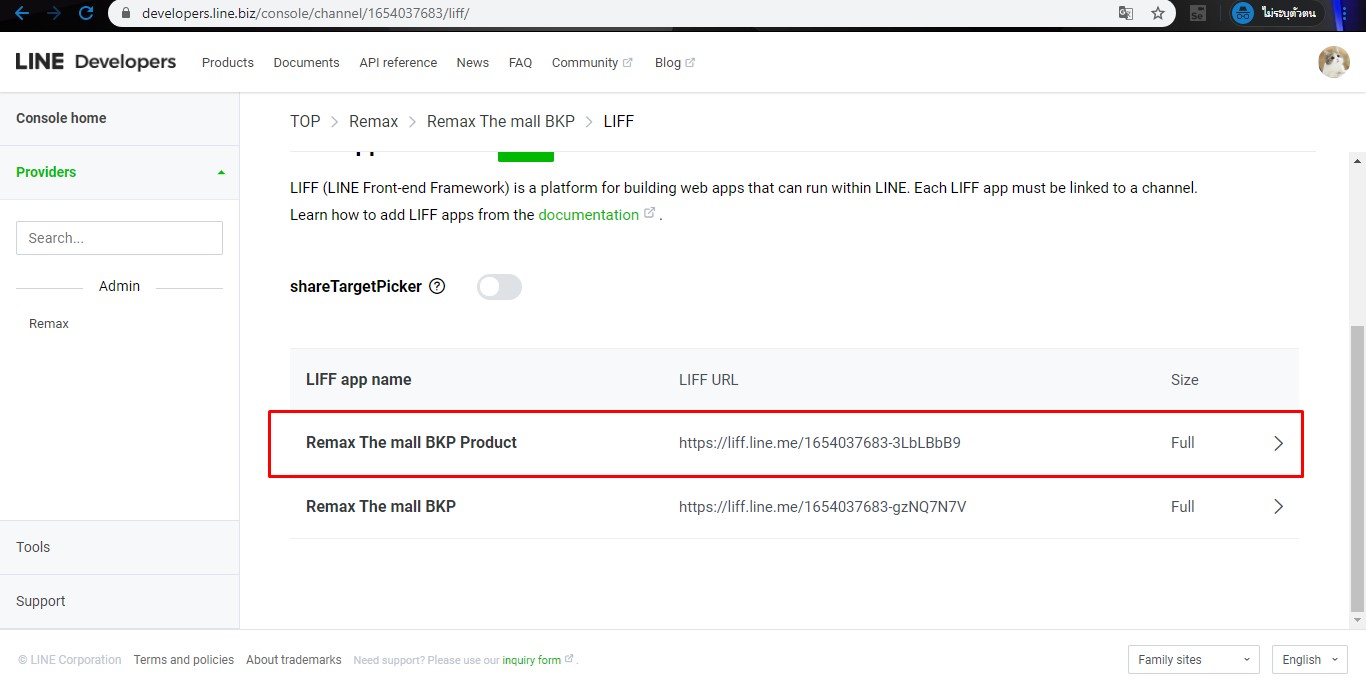 developers.line.biz/console/channel/1654037683/liff/
ไม่ระบุตัวตน
LINE Developers
Products
Documents
API reference
News
FAQ
Community
Blog
Console home
Providers
Search...
Admin
Remax
Tools
Support
TOP > Remax > Remax The mall BKP > LIFF
LIFF (LINE Front-end Framework) is a platform for building web apps that can run within LINE. Each LIFF app must be linked to a channel.
Learn how to add LIFF apps from the documentation .
shareTargetPicker ?
LIFF app name LIFF URL Size
Remax The mall BKP Product https://liff.line.me/1654037683-3LbLBbB9 Full
Remax The mall BKP https://liff.line.me/1654037683-gzNQ7N7V Full
© LINE Corporation Terms and policies About trademarks Need support? Please use our inquiry form .
Family sites
English